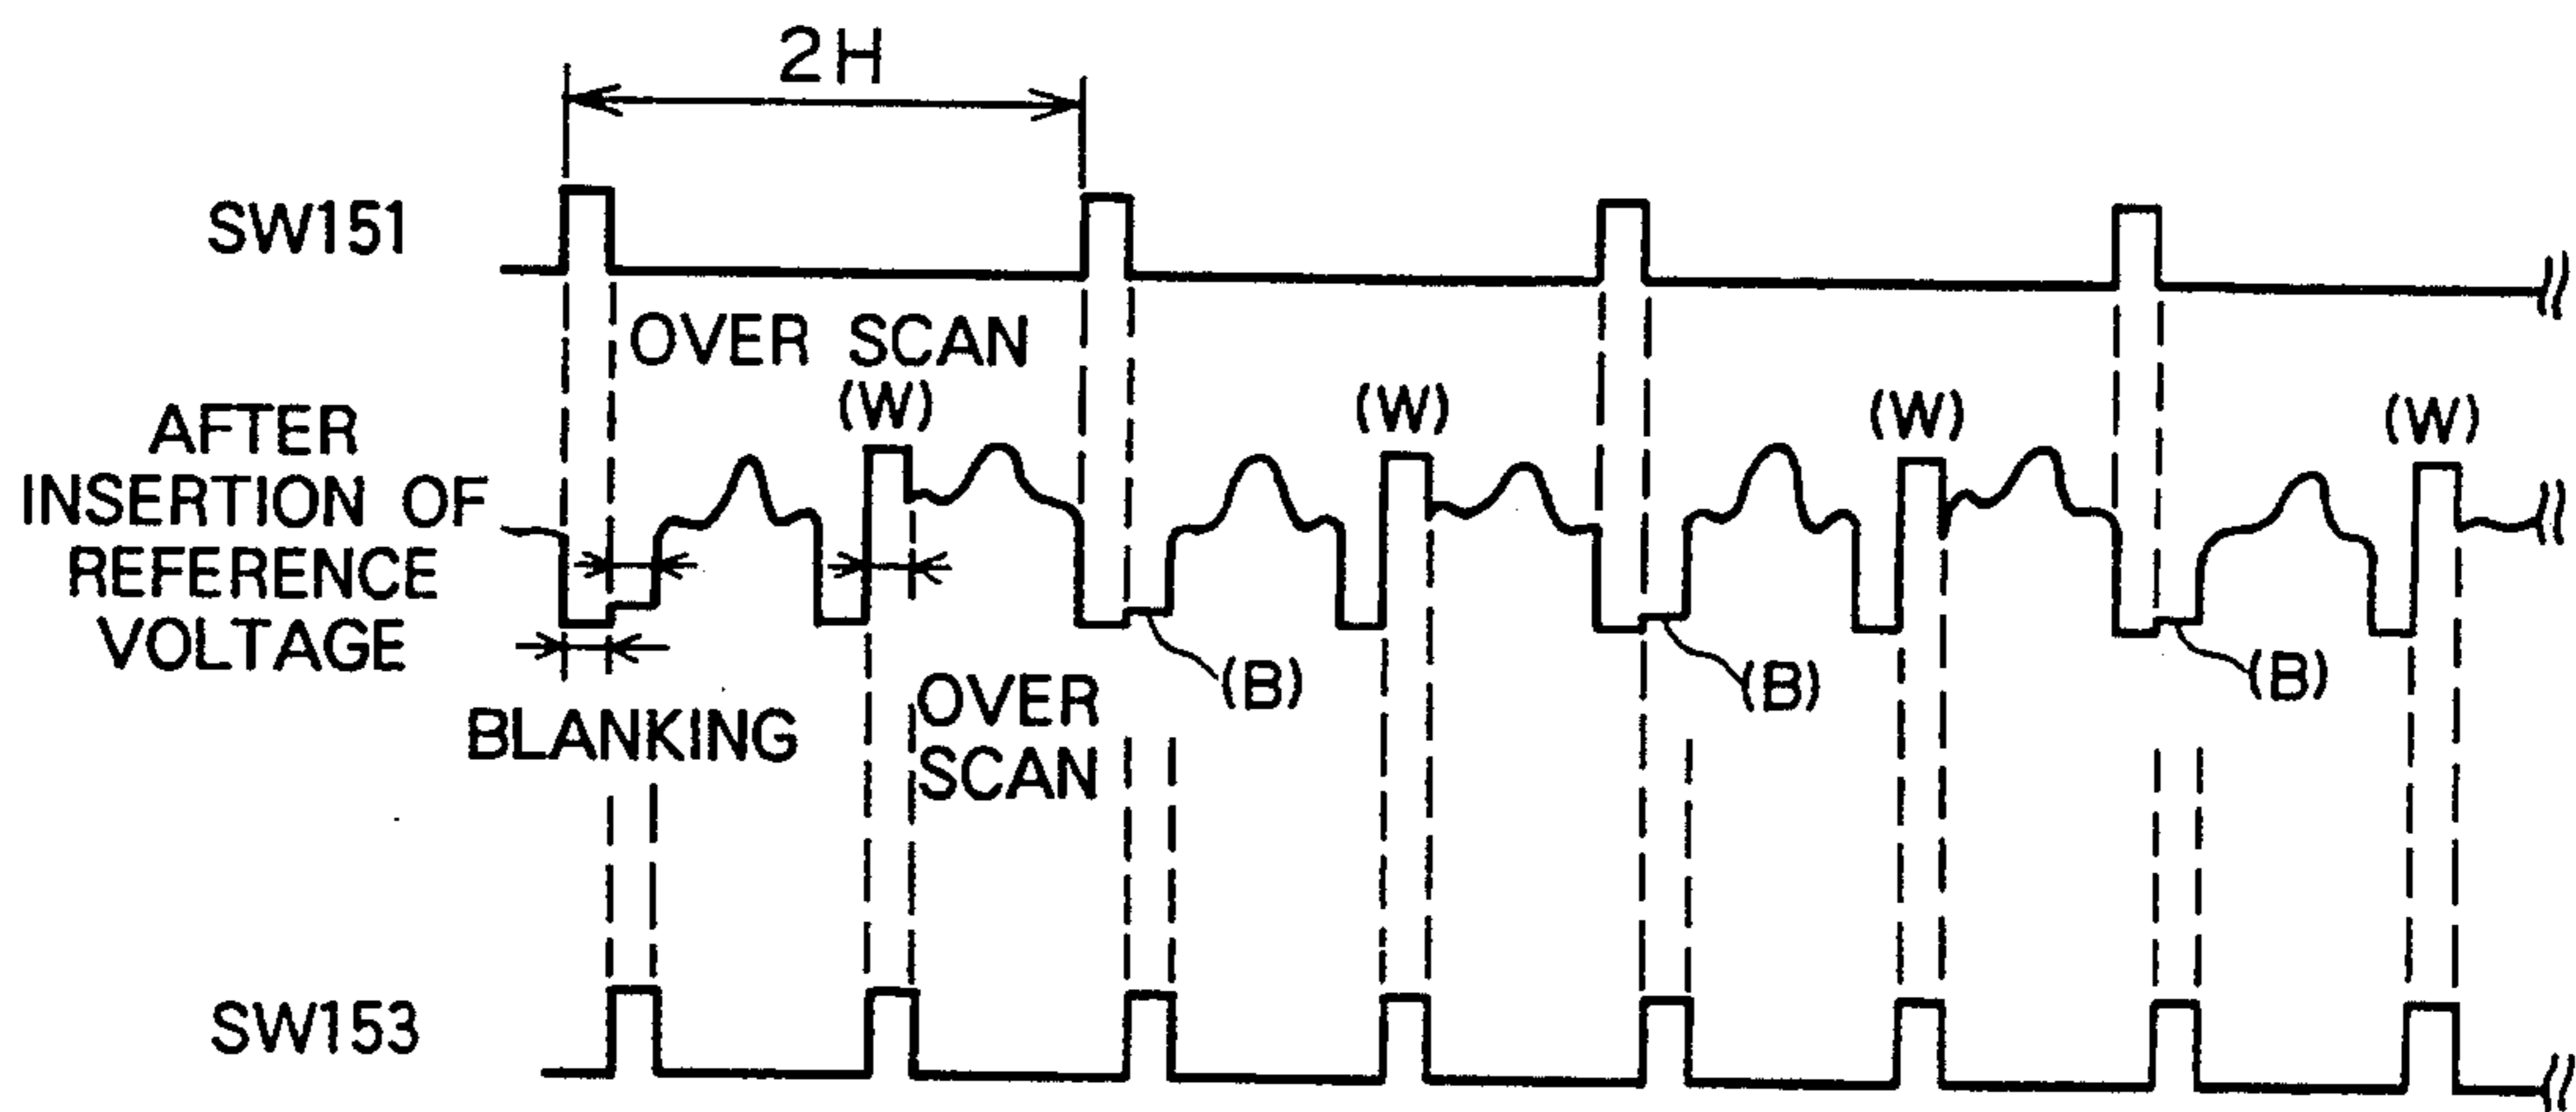 2H
SW151
OVER SCAN
(W)
(W)
(W)
(W)
AFTER
INSERTION OF
REFERENCE
VOLTAGE
(B)
(B)
(B)
OVER
SCAN
BLANKING
SW153